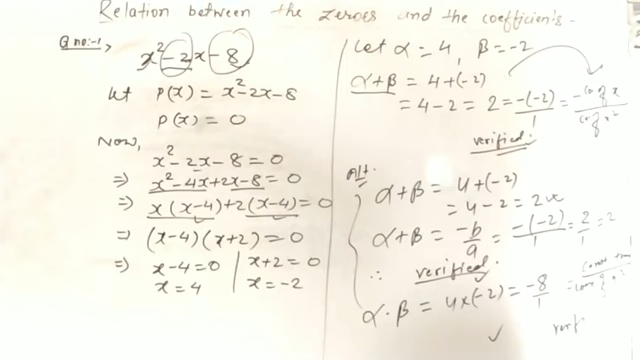 Relation between the zeroes and the coefficien's -
Q no:-1, x²-2x-8
let P(x) = x²-2x-8
P(x) = 0
Now,
x²-2x-8 = 0
⇒ x²-4x+2x-8 = 0
⇒ x(x-4)+2(x-4) = 0
⇒ (x-4)(x+2) = 0
⇒ x-4=0 | x+2=0
x=4 | x=-2
Let α = 4, β = -2
α+β = 4+(-2)
= 4-2 = 2 = -(-2)/1 = -Co of x/Co of x²
verified!
Alt:
α+β = 4+(-2)
= 4-2 = 2
α+β = -b/a = -(-2)/1 = 2/1 = 2
∴ verified
α·β = 4×(-2) = -8/1 =